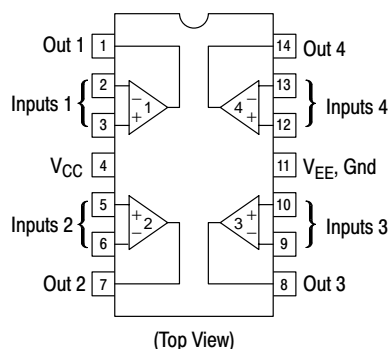 Out 1 1 14 Out 4
Inputs 1 { 2 − 1 4 − 13 } Inputs 4
3 + + 12
VCC 4 11 VEE, Gnd
Inputs 2 { 5 + 2 3 + 10 } Inputs 3
6 − − 9
Out 2 7 8 Out 3
(Top View)